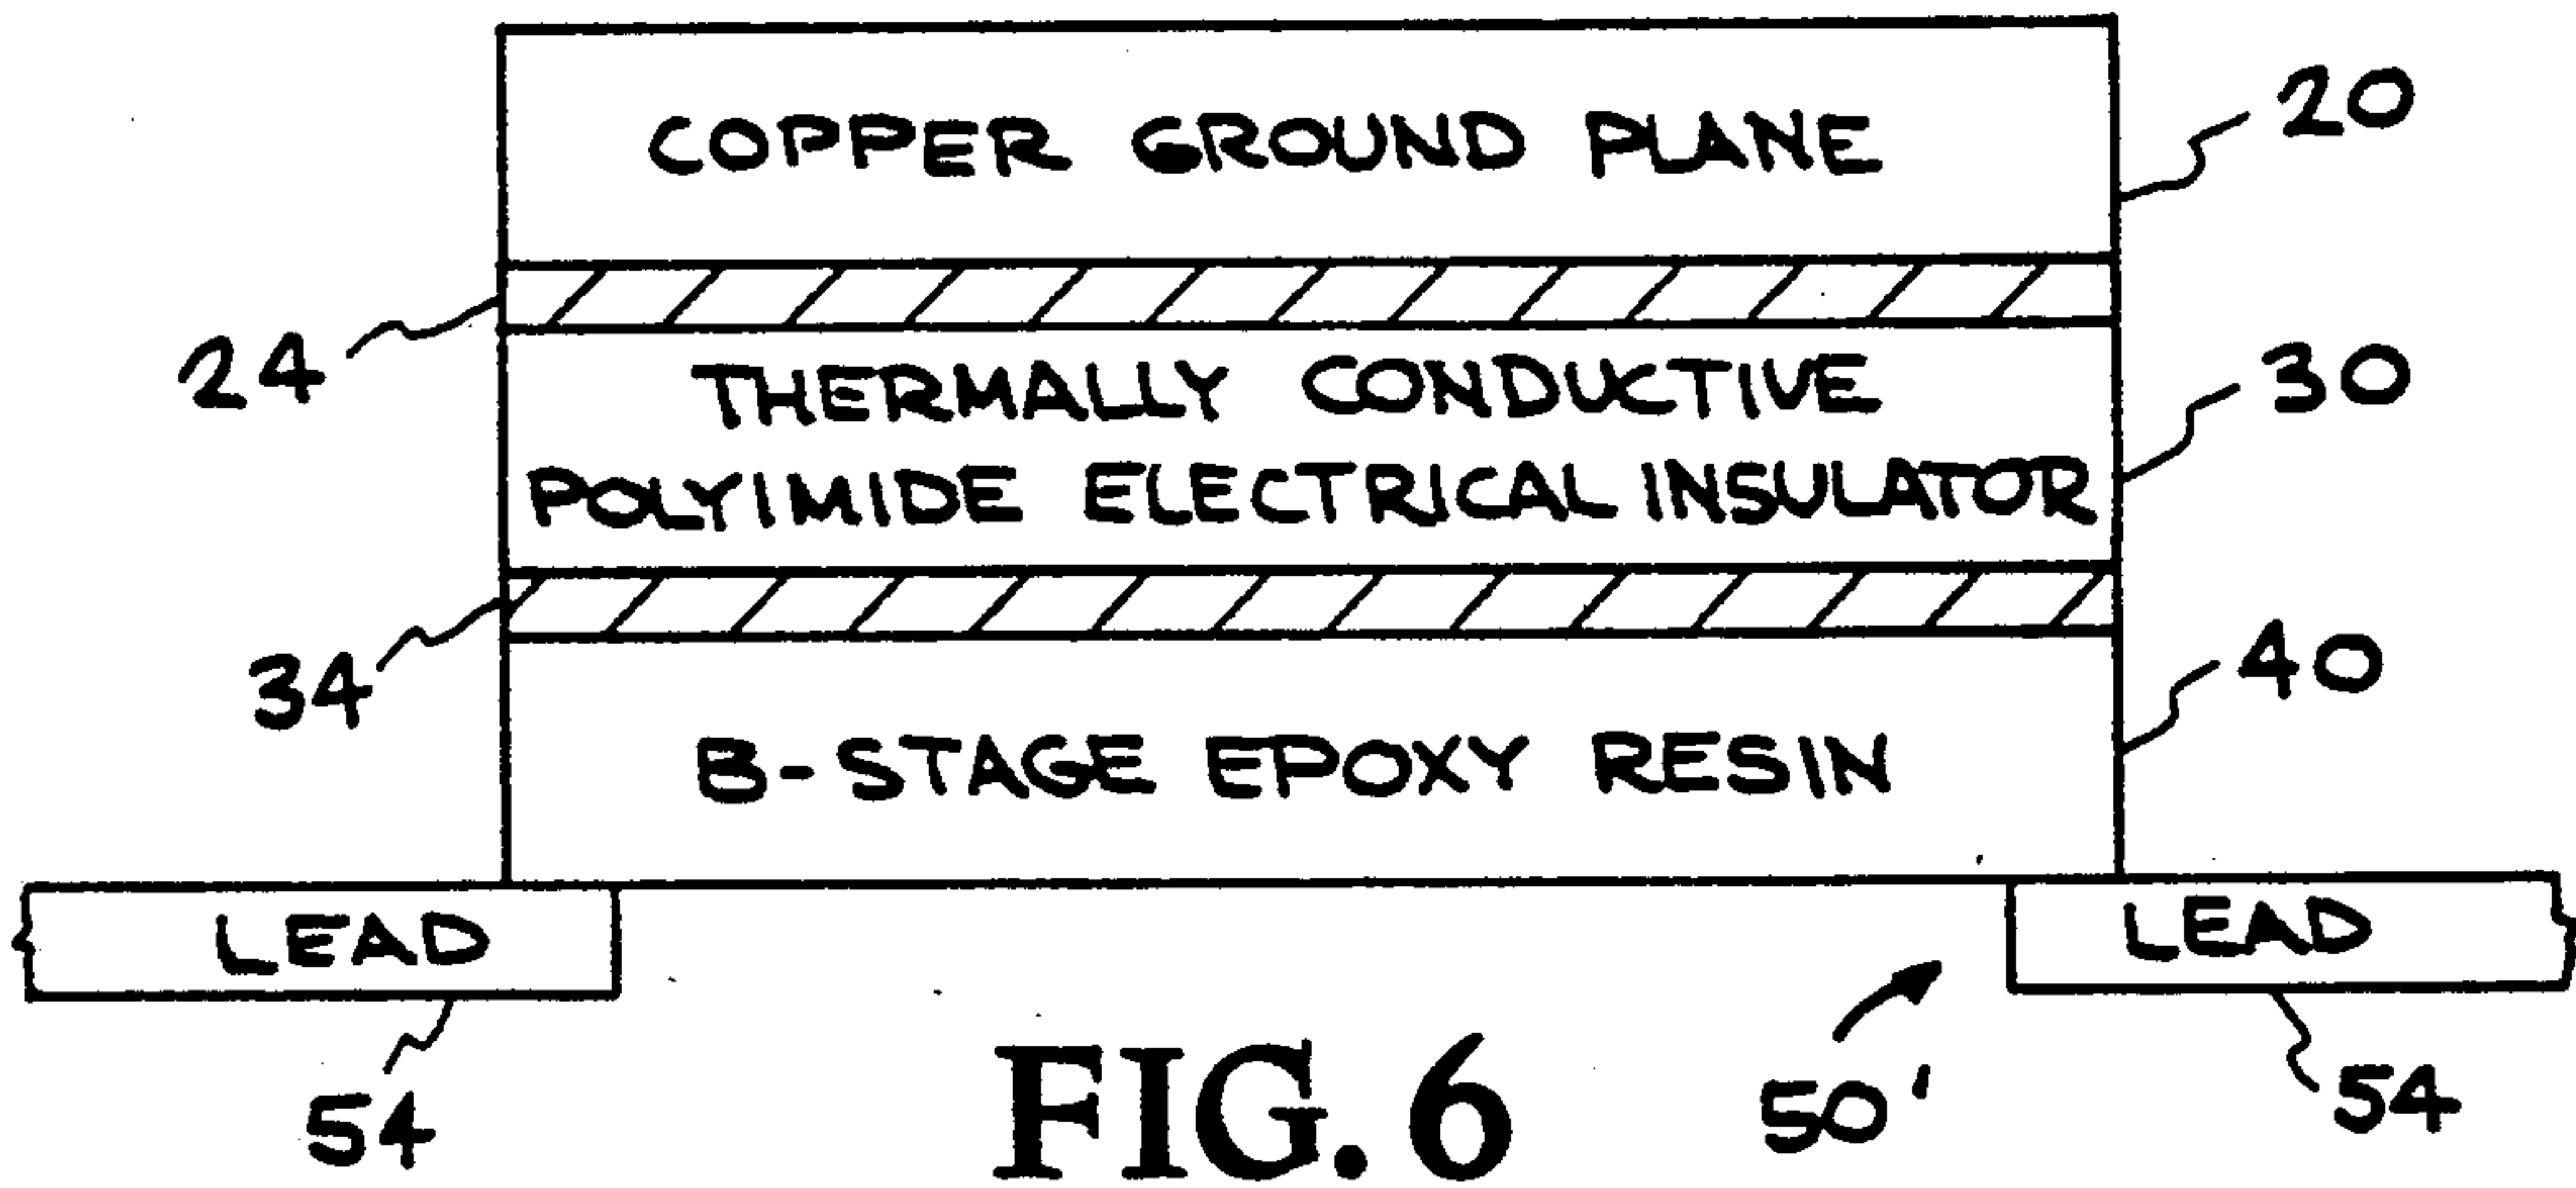 COPPER GROUND PLANE
20
24
THERMALLY CONDUCTIVE
30
POLYIMIDE ELECTRICAL INSULATOR
34
40
B-STAGE EPOXY RESIN
LEAD
LEAD
54
50'
54
FIG. 6